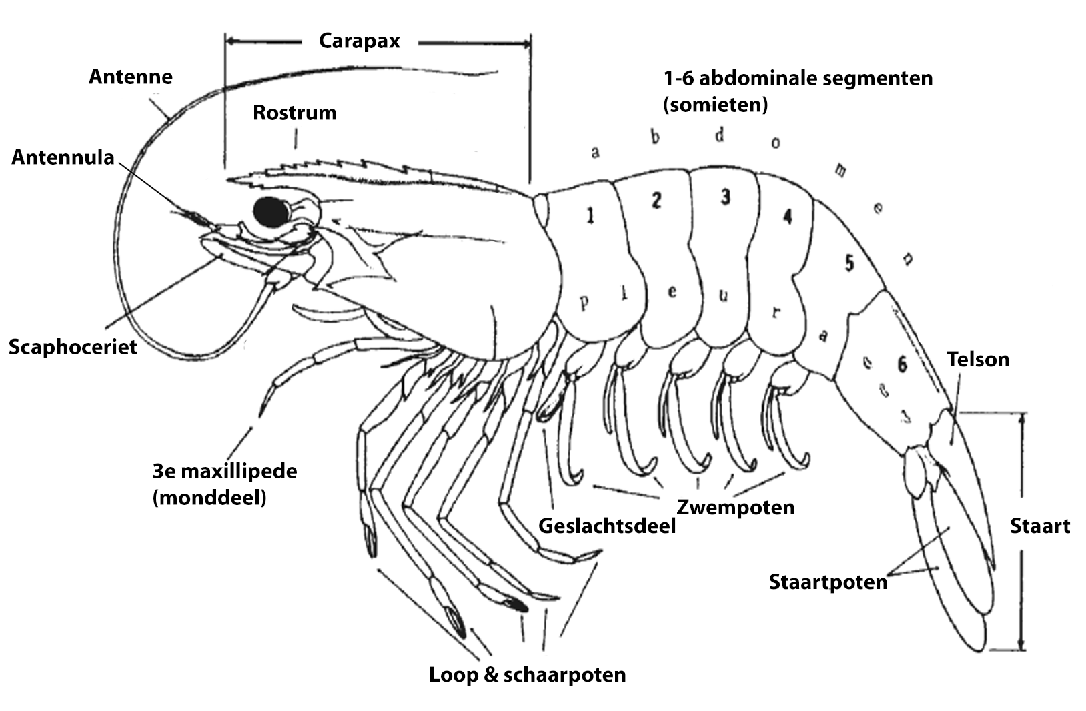 Carapax
Antenne
1-6 abdominale segmenten
(somieten)
Rostrum
a b d o m e n
Antennula
1 2 3 4 5 6
p l e u r a
Scaphoceriet
Telson
3e maxillipede
(monddeel)
Zwempoten
Geslachtsdeel
Staart
Staartpoten
Loop & schaarpoten